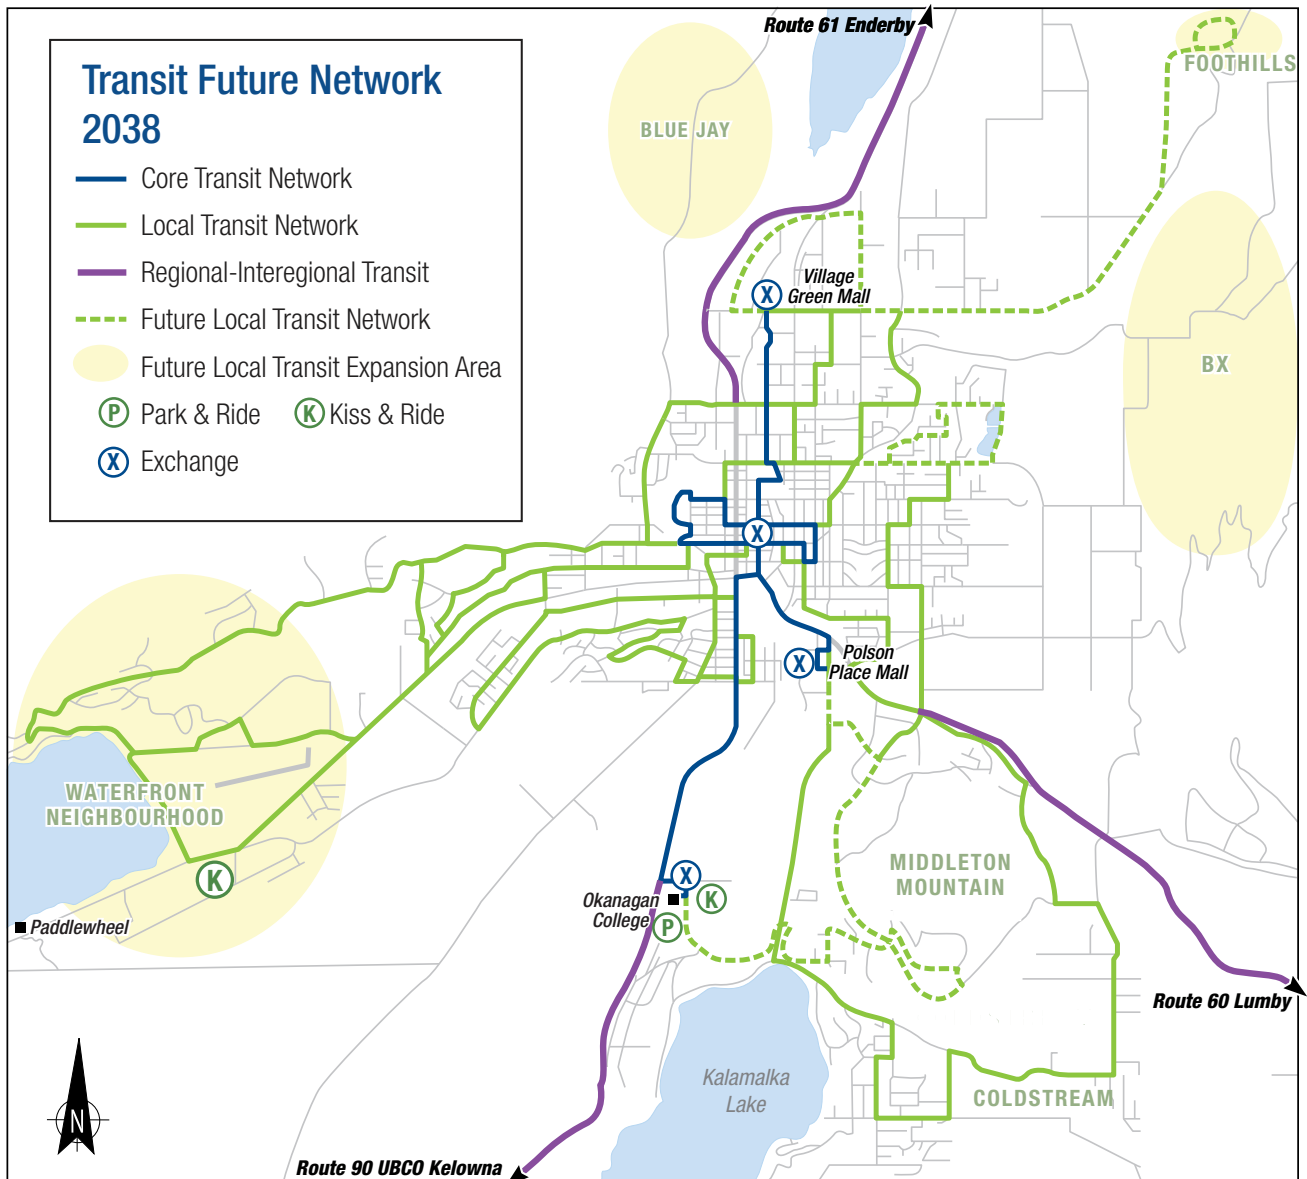 Route 61 Enderby
Transit Future Network
2038
Core Transit Network
Local Transit Network
Regional-Interegional Transit
Future Local Transit Network
Future Local Transit Expansion Area
P Park & Ride
K Kiss & Ride
X Exchange
FOOTHILLS
BLUE JAY
X
Village
Green Mall
BX
X
X
Polson
Place Mall
WATERFRONT
NEIGHBOURHOOD
K
Paddlewheel
MIDDLETON
MOUNTAIN
X
Okanagan
College
K
P
Route 60 Lumby
Kalamalka
Lake
COLDSTREAM
N
Route 90 UBCO Kelowna